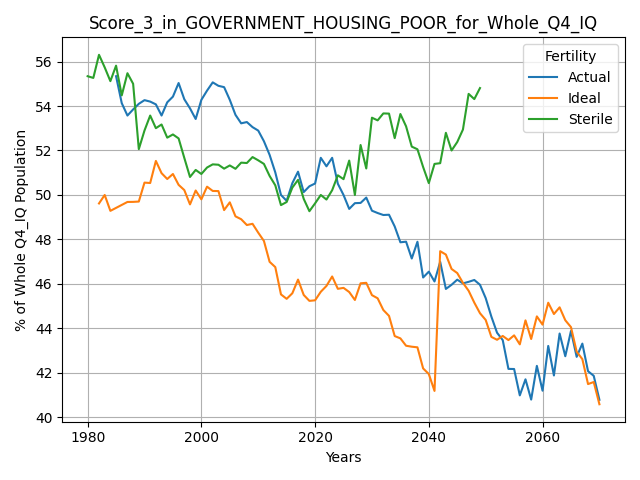 Score_3_in_GOVERNMENT_HOUSING_POOR_for_Whole_Q4_IQ
Fertility
Actual
Ideal
Sterile
% of Whole Q4_IQ Population
56
54
52
50
48
46
44
42
40
1980
2000
2020
2040
2060
Years